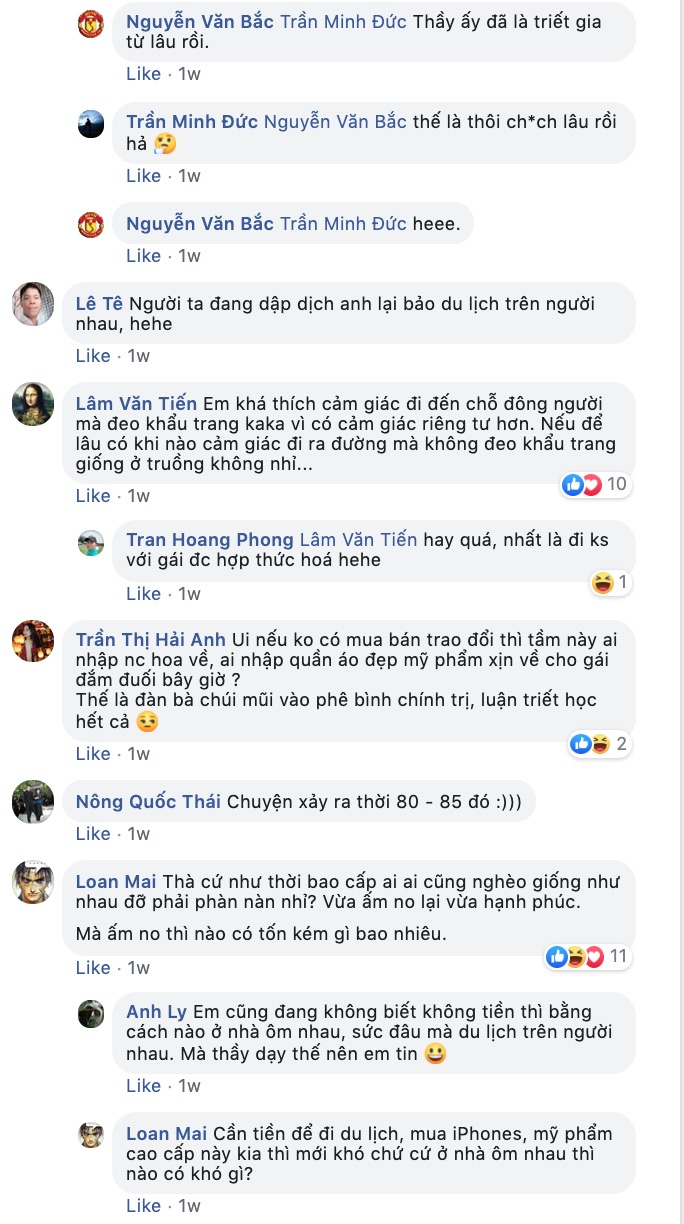 Nguyễn Văn Bắc Trần Minh Đức Thầy ấy đã là triết gia
từ lâu rồi.
Like · 1w
Trần Minh Đức Nguyễn Văn Bắc thế là thôi ch*ch lâu rồi
hả 🤔
Like · 1w
Nguyễn Văn Bắc Trần Minh Đức heee.
Like · 1w
Lê Tê Người ta đang dập dịch anh lại bảo du lịch trên người
nhau, hehe
Like · 1w
Lâm Văn Tiến Em khá thích cảm giác đi đến chỗ đông người
mà đeo khẩu trang kaka vì có cảm giác riêng tư hơn. Nếu để
lâu có khi nào cảm giác đi ra đường mà không đeo khẩu trang
giống ở truồng không nhỉ...
10
Like · 1w
Tran Hoang Phong Lâm Văn Tiến hay quá, nhất là đi ks
với gái đc hợp thức hoá hehe
1
Like · 1w
Trần Thị Hải Anh Ui nếu ko có mua bán trao đổi thì tầm này ai
nhập nc hoa về, ai nhập quần áo đẹp mỹ phẩm xịn về cho gái
đắm đuối bây giờ ?
Thế là đàn bà chúi mũi vào phê bình chính trị, luận triết học
hết cả 😒
2
Like · 1w
Nông Quốc Thái Chuyện xảy ra thời 80 - 85 đó :)))
Like · 1w
Loan Mai Thà cứ như thời bao cấp ai ai cũng nghèo giống như
nhau đỡ phải phàn nàn nhỉ? Vừa ấm no lại vừa hạnh phúc.
Mà ấm no thì nào có tốn kém gì bao nhiêu.
11
Like · 1w
Anh Ly Em cũng đang không biết không tiền thì bằng
cách nào ở nhà ôm nhau, sức đâu mà du lịch trên người
nhau. Mà thầy dạy thế nên em tin 😃
Like · 1w
Loan Mai Cần tiền để đi du lịch, mua iPhones, mỹ phẩm
cao cấp này kia thì mới khó chứ cứ ở nhà ôm nhau thì
nào có khó gì?
Like · 1w